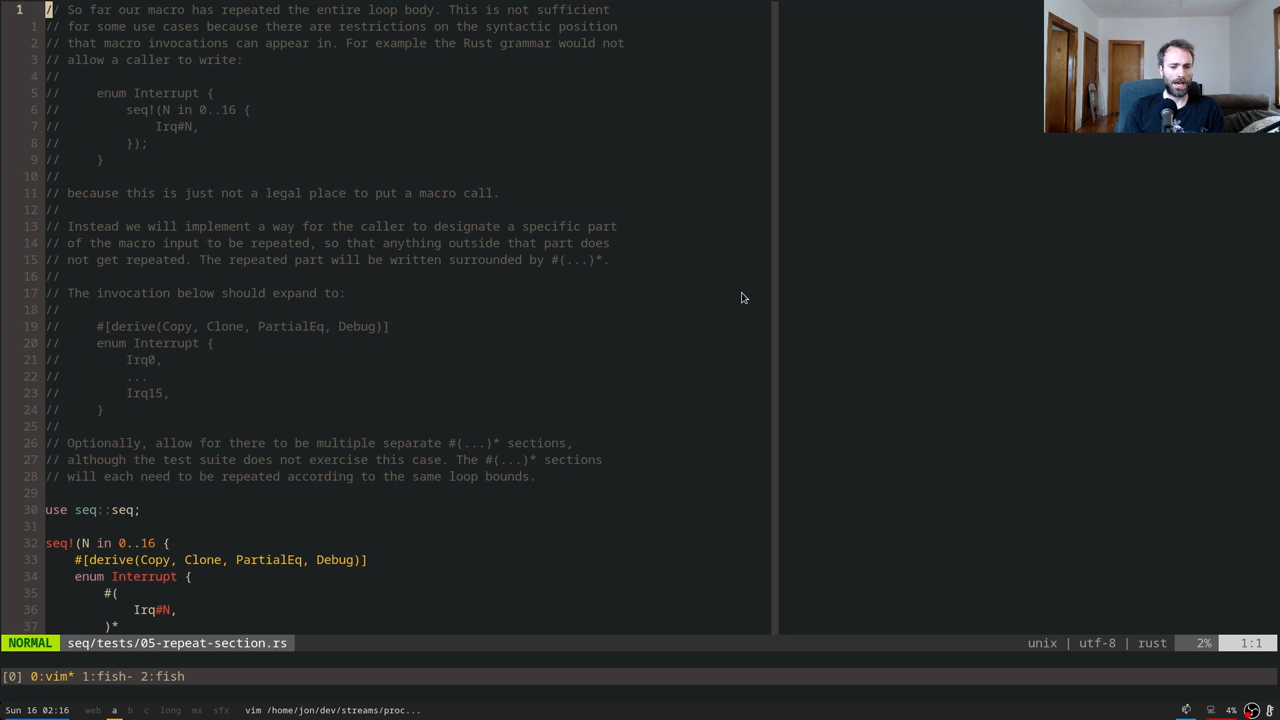 1 // So far our macro has repeated the entire loop body. This is not sufficient
1 // for some use cases because there are restrictions on the syntactic position
2 // that macro invocations can appear in. For example the Rust grammar would not
3 // allow a caller to write:
4 //
5 //     enum Interrupt {
6 //         seq!(N in 0..16 {
7 //             Irq#N,
8 //         });
9 //     }
10 //
11 // because this is just not a legal place to put a macro call.
12 //
13 // Instead we will implement a way for the caller to designate a specific part
14 // of the macro input to be repeated, so that anything outside that part does
15 // not get repeated. The repeated part will be written surrounded by #(...)*.
16 //
17 // The invocation below should expand to:
18 //
19 //     #[derive(Copy, Clone, PartialEq, Debug)]
20 //     enum Interrupt {
21 //         Irq0,
22 //         ...
23 //         Irq15,
24 //     }
25 //
26 // Optionally, allow for there to be multiple separate #(...)* sections,
27 // although the test suite does not exercise this case. The #(...)* sections
28 // will each need to be repeated according to the same loop bounds.
29
30 use seq::seq;
31
32 seq!(N in 0..16 {
33     #[derive(Copy, Clone, PartialEq, Debug)]
34     enum Interrupt {
35         #(
36             Irq#N,
37         )*
NORMAL seq/tests/05-repeat-section.rs unix | utf-8 | rust 2% 1:1
[0] 0:vim* 1:fish- 2:fish
Sun 16 02:16 web a b c long mx sfx vim /home/jon/dev/streams/proc... 4%